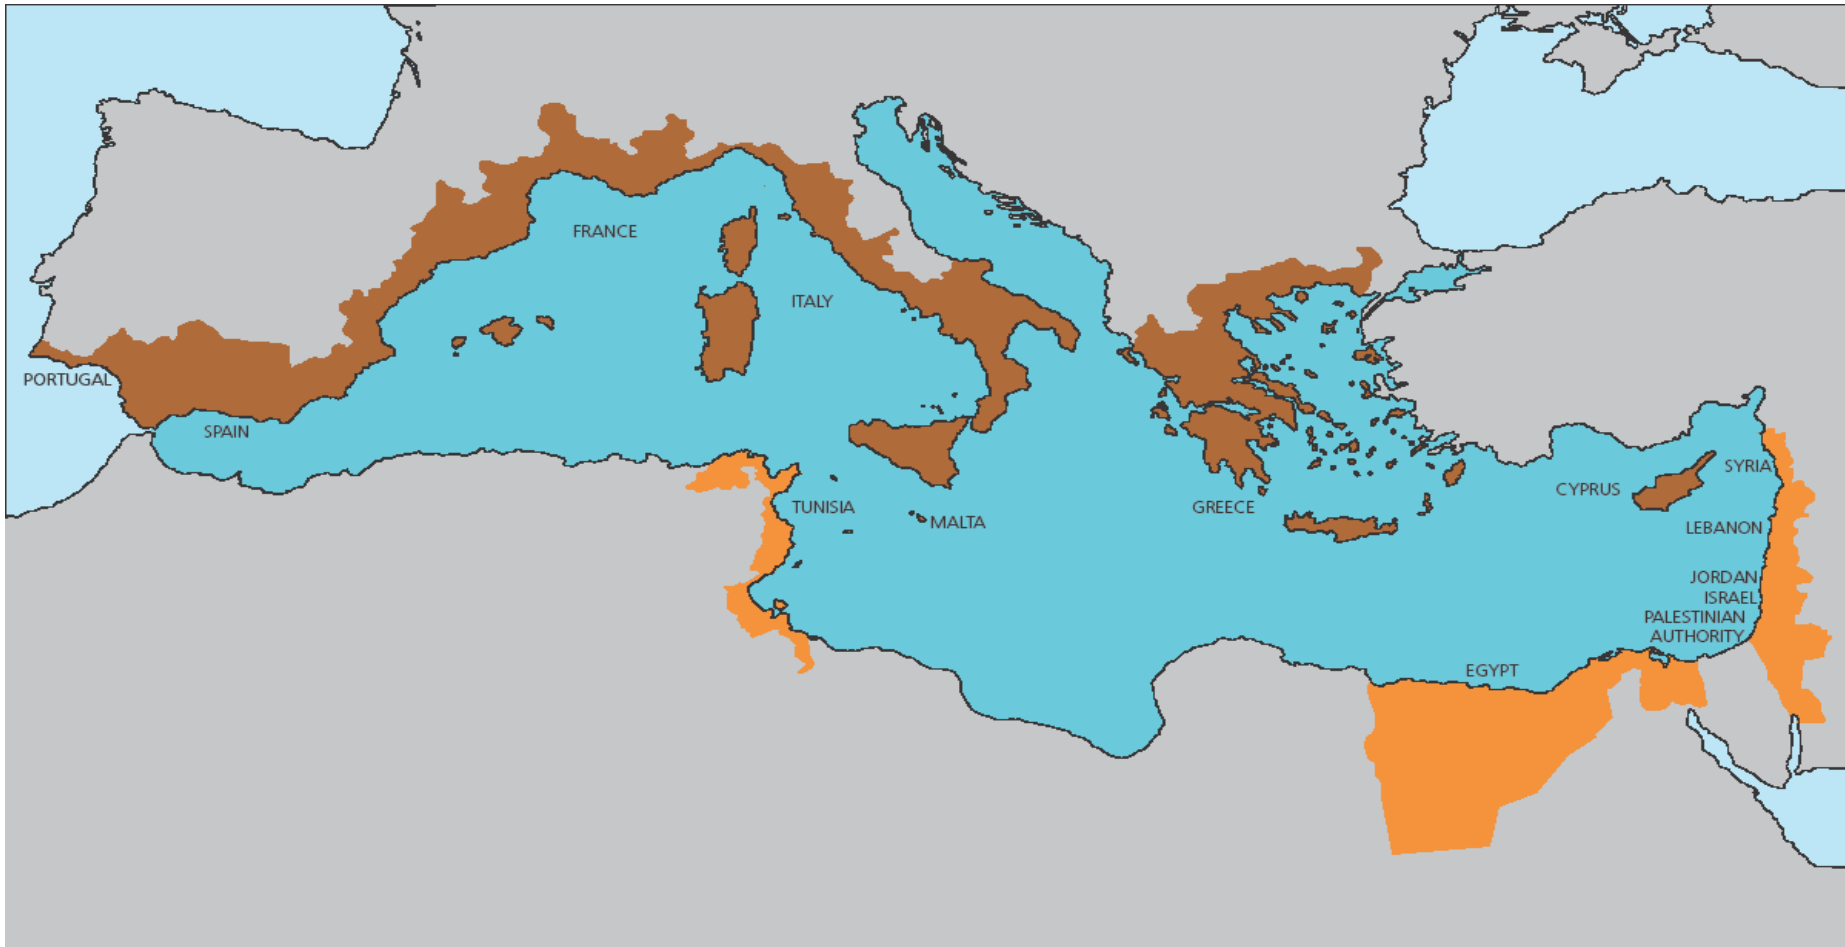 FRANCE
ITALY
PORTUGAL
SPAIN
SYRIA
CYPRUS
TUNISIA
MALTA
GREECE
LEBANON
JORDAN
ISRAEL
PALESTINIAN
AUTHORITY
EGYPT